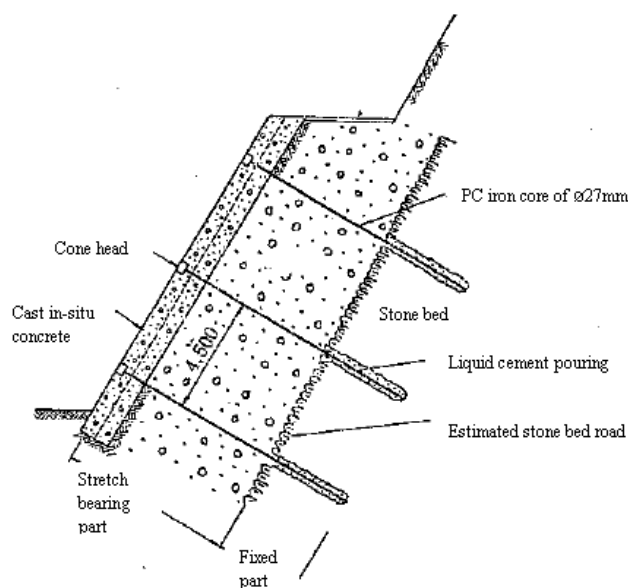 PC iron core of ø27mm
Cone head
Cast in-situ
concrete
Stone bed
4.500
Liquid cement pouring
Estimated stone bed road
Stretch
bearing
part
Fixed
part